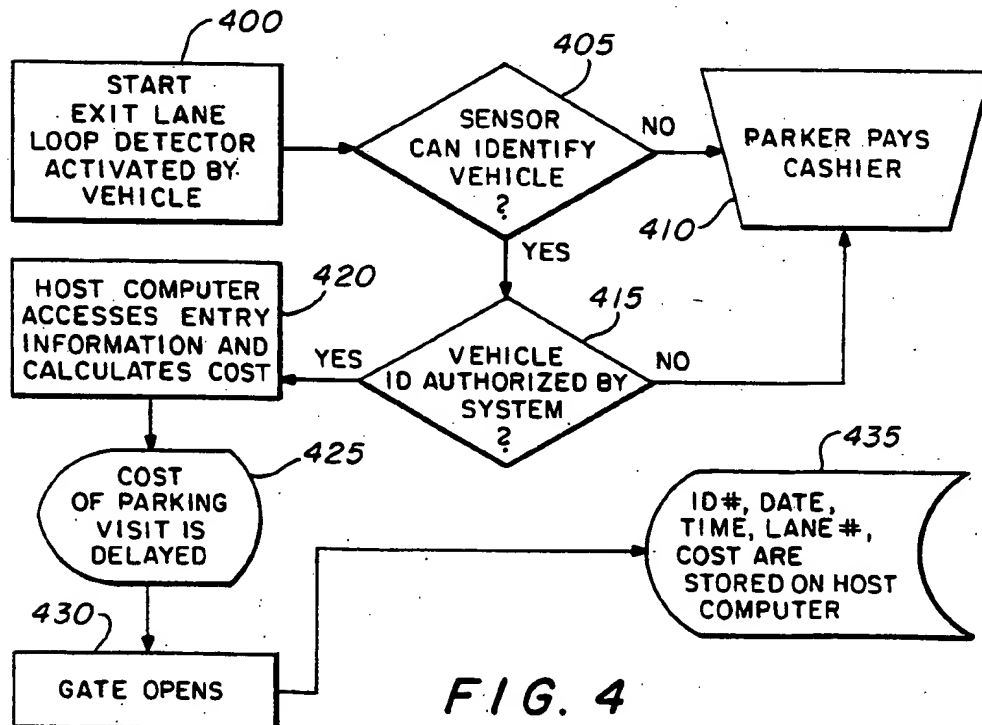 400
START
EXIT LANE
LOOP DETECTOR
ACTIVATED BY
VEHICLE
405
SENSOR
CAN IDENTIFY
VEHICLE
?
NO
YES
PARKER PAYS
CASHIER
410
HOST COMPUTER
ACCESSES ENTRY
INFORMATION AND
CALCULATES COST
420
YES
415
VEHICLE
ID AUTHORIZED BY
SYSTEM
?
NO
COST
OF PARKING
VISIT IS
DELAYED
425
435
ID#, DATE,
TIME, LANE #,
COST ARE
STORED ON HOST
COMPUTER
430
GATE OPENS
FIG. 4